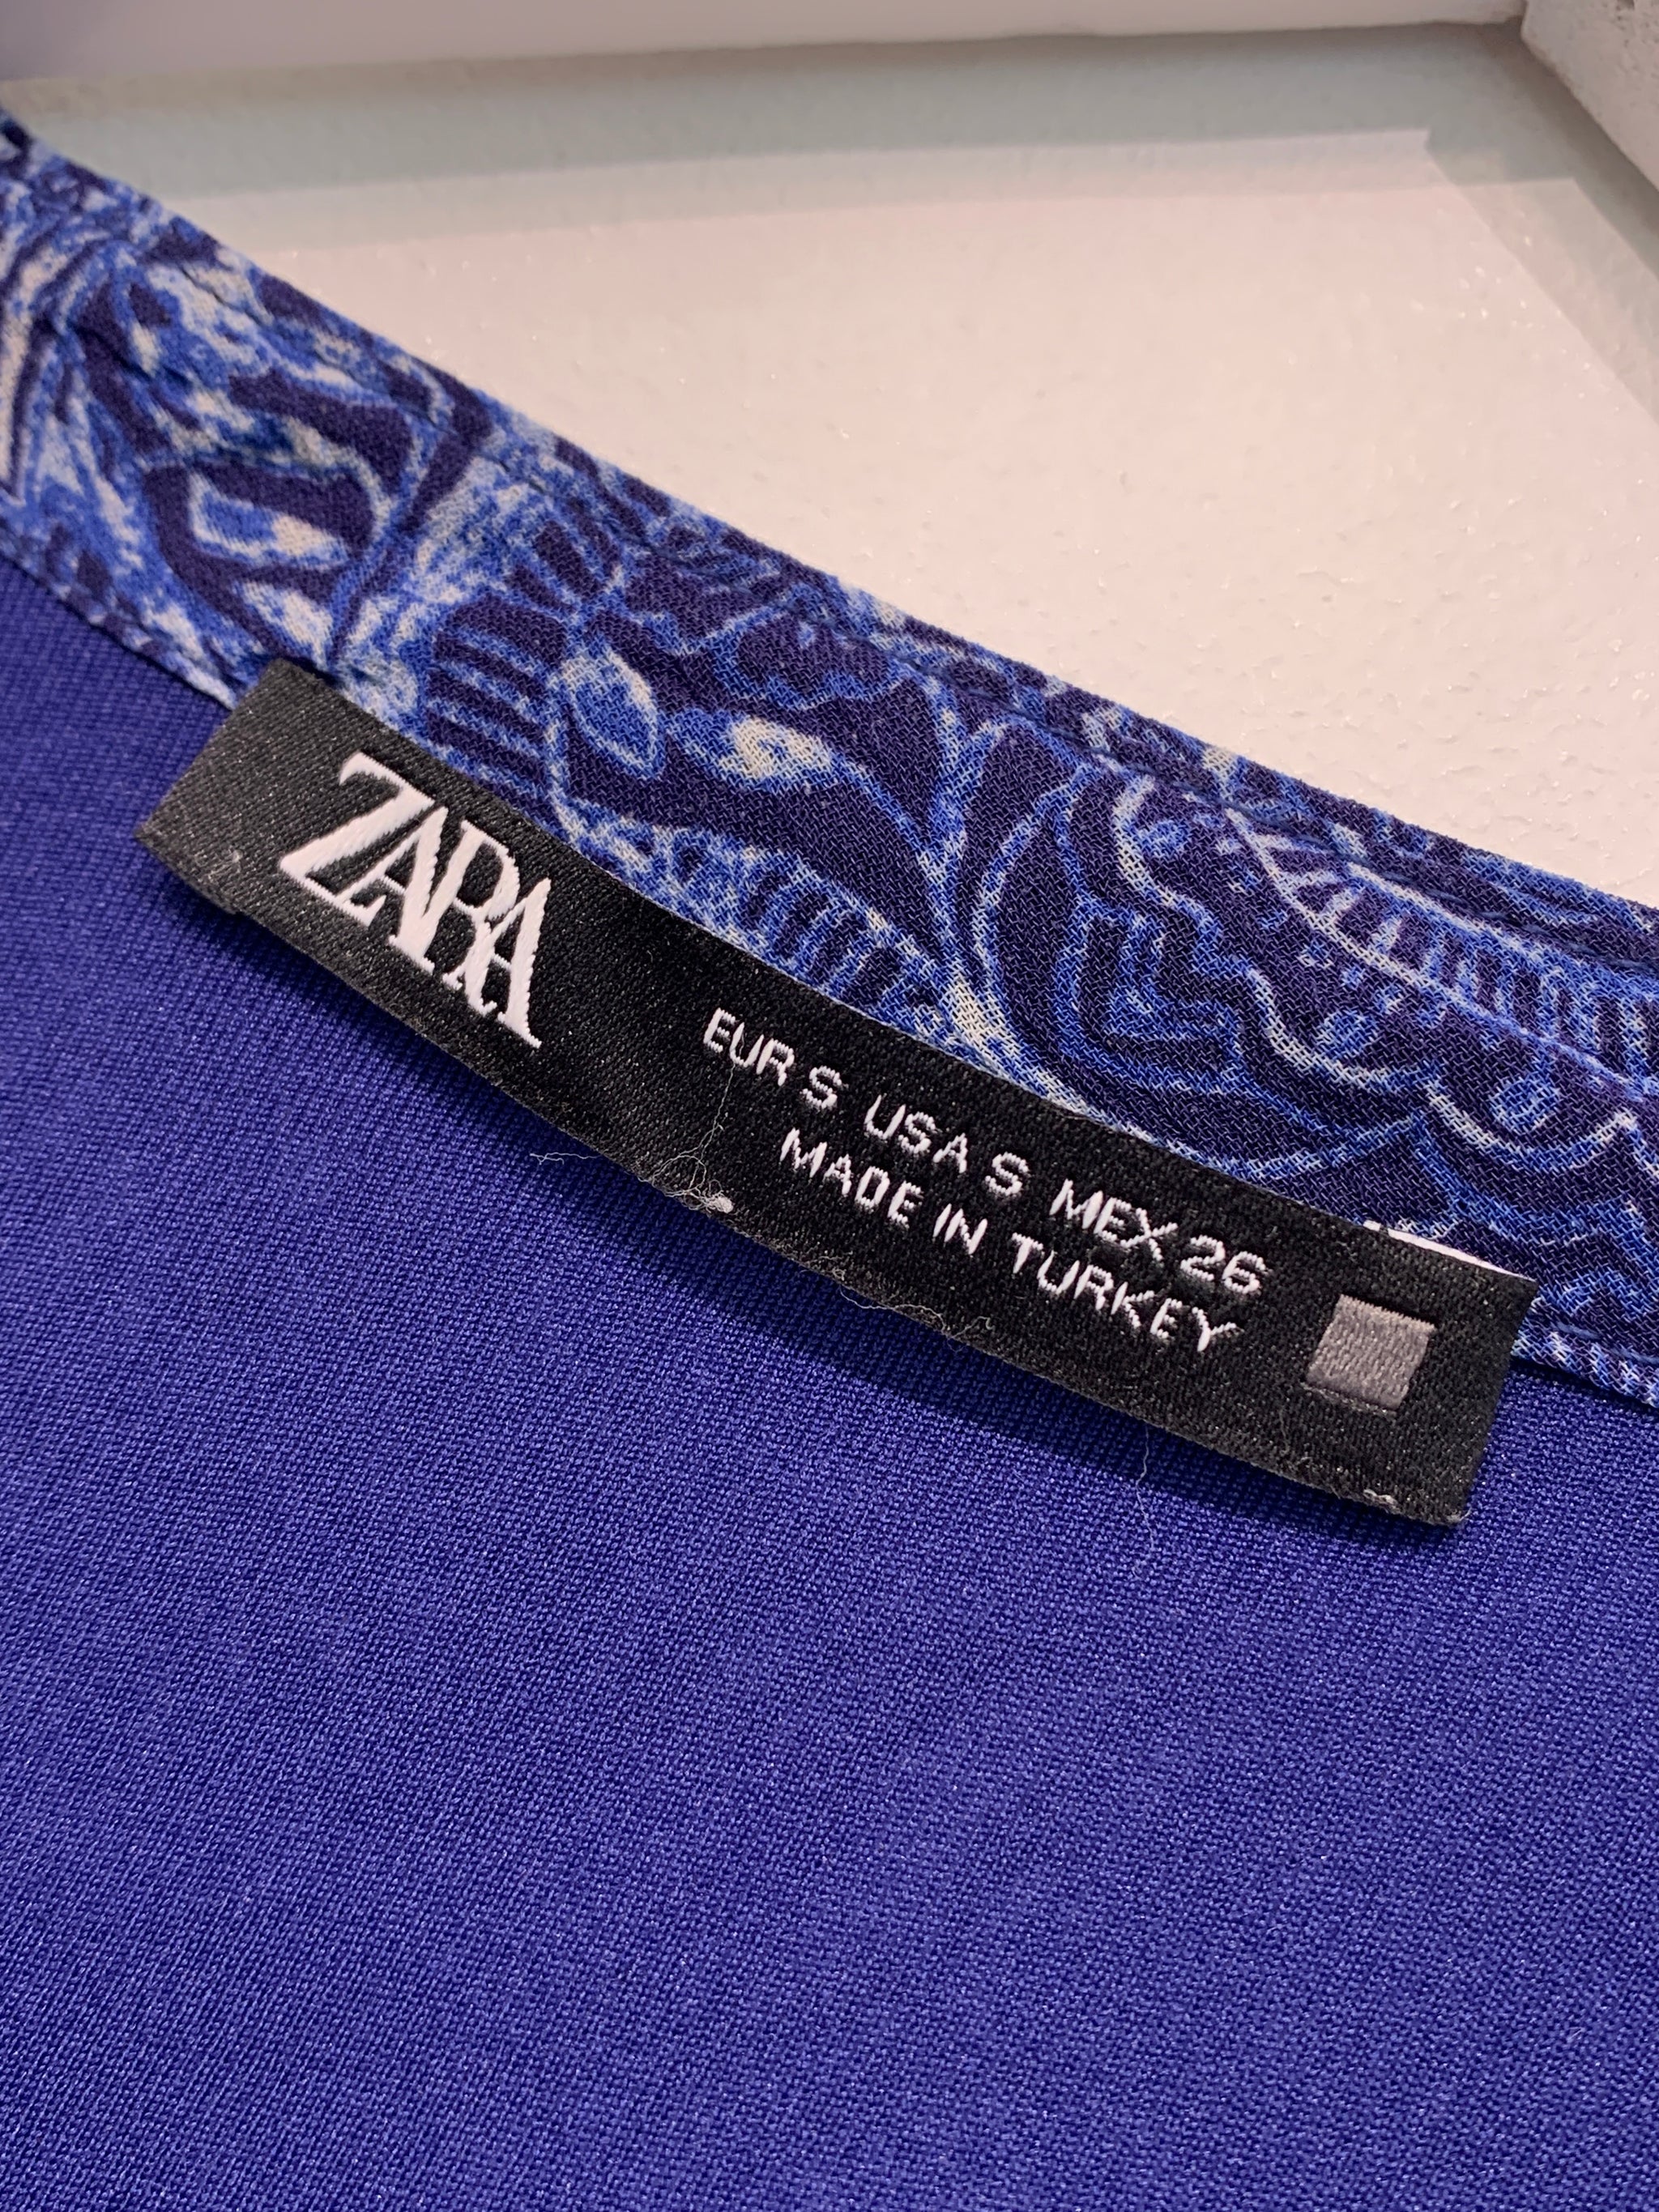 ZARA
EUR S USA S MEX 26
MADE IN TURKEY